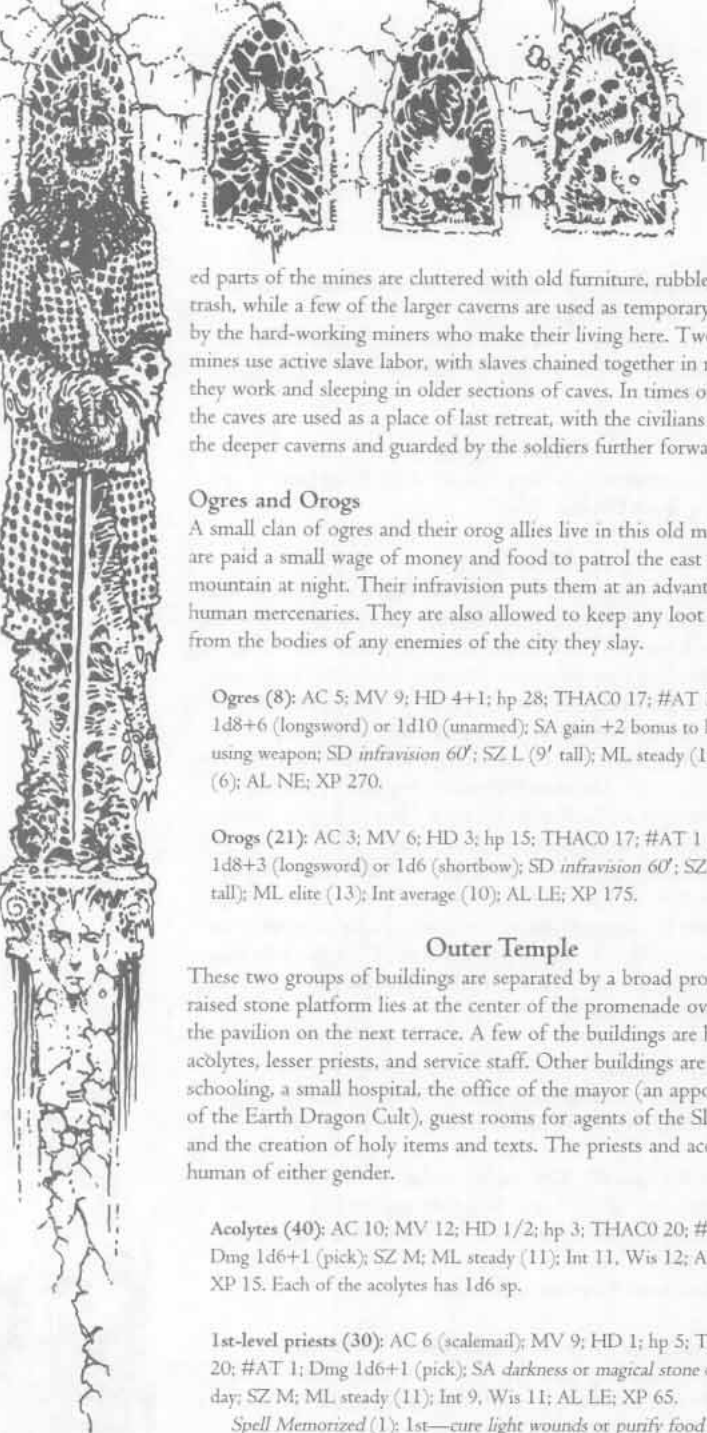 ed parts of the mines are cluttered with old furniture, rubble
trash, while a few of the larger caverns are used as temporary
by the hard-working miners who make their living here. Two
mines use active slave labor, with slaves chained together in
they work and sleeping in older sections of caves. In times o
the caves are used as a place of last retreat, with the civilians
the deeper caverns and guarded by the soldiers further forwa
Ogres and Orogs
A small clan of ogres and their orog allies live in this old m
are paid a small wage of money and food to patrol the east
mountain at night. Their infravision puts them at an advant
human mercenaries. They are also allowed to keep any loot
from the bodies of any enemies of the city they slay.
Ogres (8): AC 5; MV 9; HD 4+1; hp 28; THAC0 17; #AT
1d8+6 (longsword) or 1d10 (unarmed); SA gain +2 bonus to
using weapon; SD infravision 60'; SZ L (9' tall); ML steady (1
(6); AL NE; XP 270.
Orogs (21): AC 3; MV 6; HD 3; hp 15; THAC0 17; #AT 1
1d8+3 (longsword) or 1d6 (shortbow); SD infravision 60'; SZ
tall); ML elite (13); Int average (10); AL LE; XP 175.
Outer Temple
These two groups of buildings are separated by a broad pro
raised stone platform lies at the center of the promenade ov
the pavilion on the next terrace. A few of the buildings are
acolytes, lesser priests, and service staff. Other buildings are
schooling, a small hospital, the office of the mayor (an appo
of the Earth Dragon Cult), guest rooms for agents of the Sl
and the creation of holy items and texts. The priests and aco
human of either gender.
Acolytes (40): AC 10; MV 12; HD 1/2; hp 3; THAC0 20; #
Dmg 1d6+1 (pick); SZ M; ML steady (11); Int 11, Wis 12; A
XP 15. Each of the acolytes has 1d6 sp.
1st-level priests (30): AC 6 (scalemail); MV 9; HD 1; hp 5; T
20; #AT 1; Dmg 1d6+1 (pick); SA darkness or magical stone
day; SZ M; ML steady (11); Int 9, Wis 11; AL LE; XP 65.
Spell Memorized (1): 1st—cure light wounds or purify food